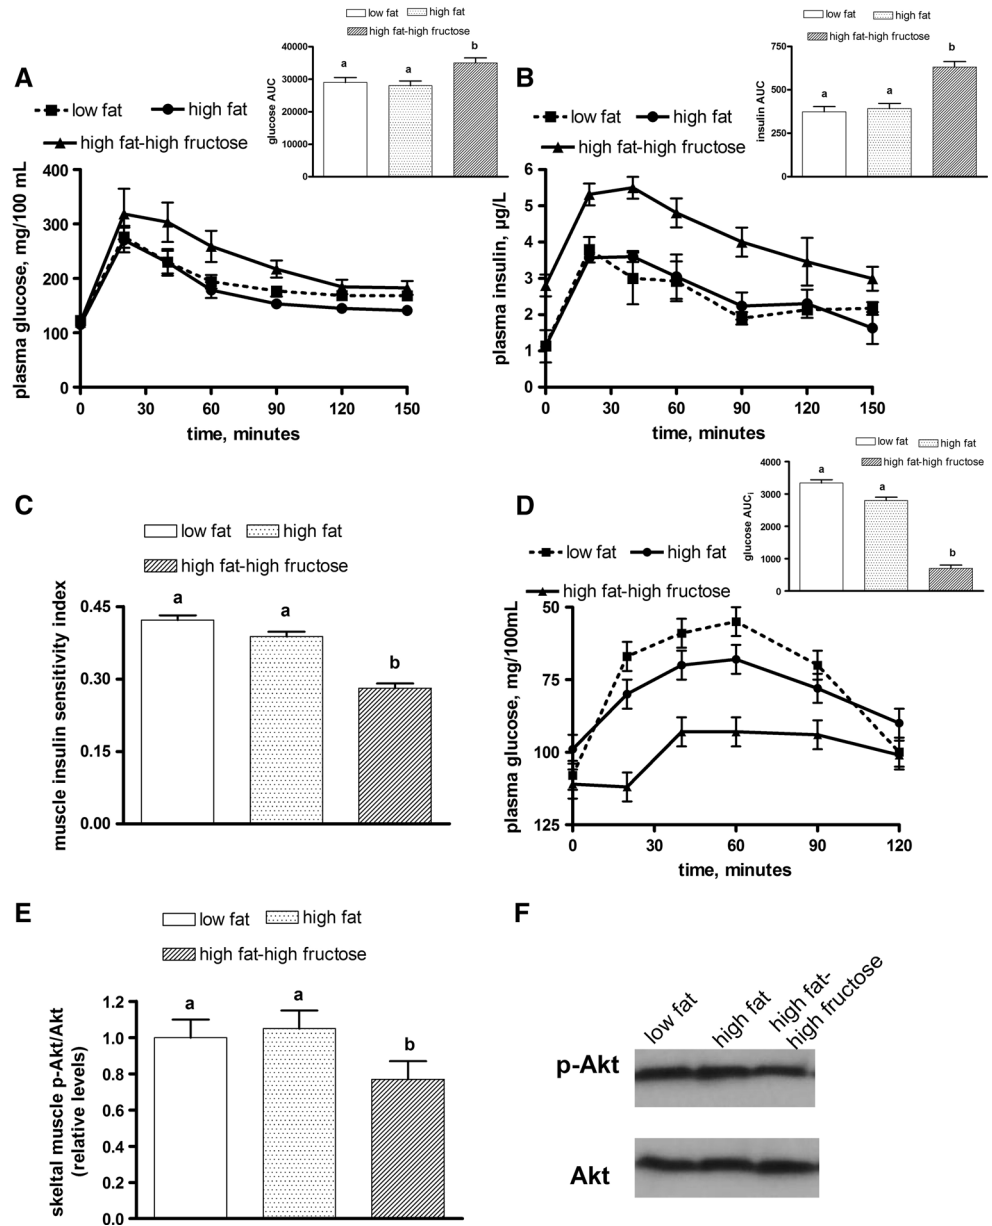 A
low fat
high fat
high fat-high fructose
40000
30000
20000
10000
0
glucose AUC
a
a
b
low fat
high fat
high fat-high fructose
400
300
200
100
0
plasma glucose, mg/100 mL
0 30 60 90 120 150
time, minutes
B
low fat
high fat
high fat-high fructose
750
500
250
0
insulin AUC
a
a
b
low fat
high fat
high fat-high fructose
6
5
4
3
2
1
0
plasma insulin, µg/L
0 30 60 90 120 150
time, minutes
C
low fat
high fat
high fat-high fructose
0.45
0.30
0.15
0.00
muscle insulin sensitivity index
a
a
b
D
low fat
high fat
high fat-high fructose
4000
3000
2000
1000
0
glucose AUCi
a
a
b
low fat
high fat
high fat-high fructose
50
75
100
125
plasma glucose, mg/100mL
0 30 60 90 120
time, minutes
E
low fat
high fat
high fat-high fructose
1.2
1.0
0.8
0.6
0.4
0.2
0.0
skeltal muscle p-Akt/Akt
(relative levels)
a
a
b
F
low fat
high fat
high fat-
high fructose
p-Akt
Akt